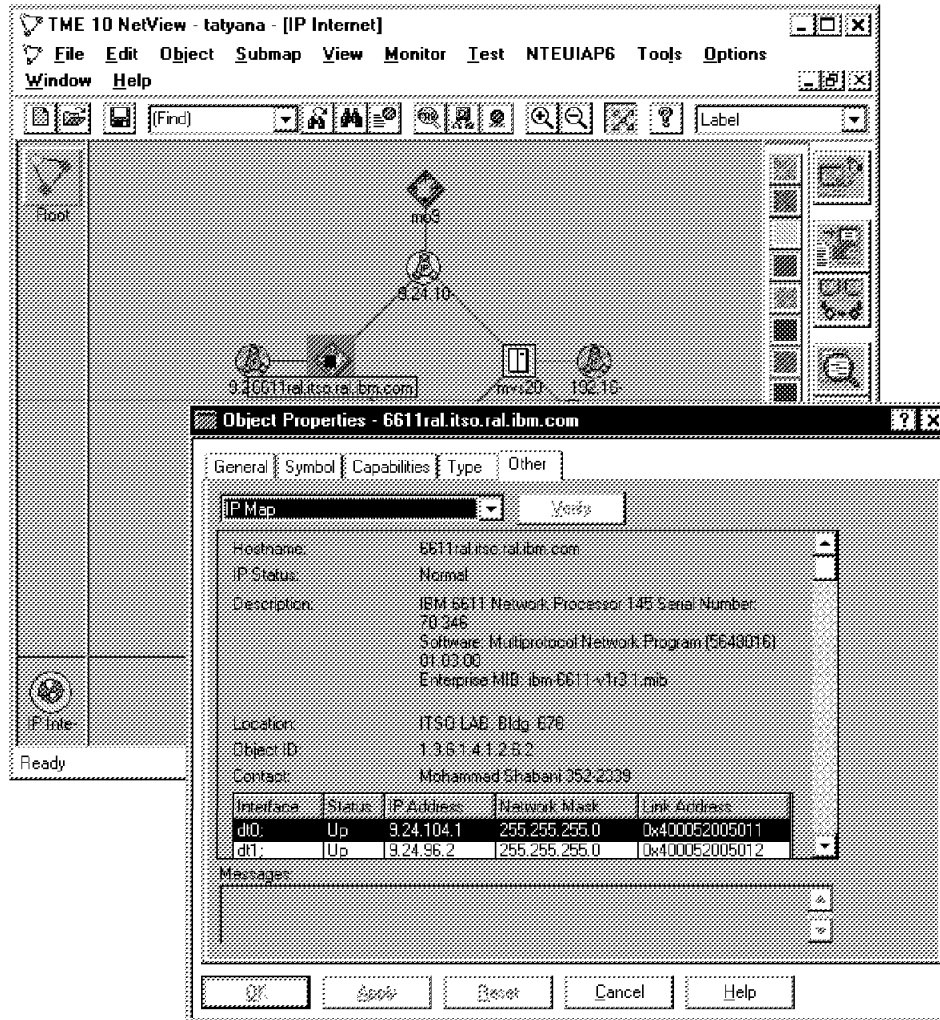 TME 10 NetView - tatyana - [IP Internet]
File Edit Object Submap View Monitor Test NTEUIAP6 Tools Options
Window Help
(Find) Label
Root
mo3
9.24.10-
9.2 6611ral.itso.ral.ibm.com mvs20- 192.10-
Object Properties - 6611ral.itso.ral.ibm.com
General Symbol Capabilities Type Other
IP Map Verify
Hostname: 6611ral.itso.ral.ibm.com
IP Status: Normal
Description: IBM 6611 Network Processor 145 Serial Number:
70 346
Software: Multiprotocol Network Program (5648016)
01.03.00
Enterprise MIB: ibm-6611-v1r3.1.mib
Location: ITSO LAB, Bldg. 678
Object ID: 1.3.6.1.4.1.2.6.2
Contact: Mohammad Shabani 352-2339
Interface Status IP Address Network Mask Link Address
dt0; Up 9.24.104.1 255.255.255.0 0x400052005011
dt1; Up 9.24.96.2 255.255.255.0 0x400052005012
Messages:
IP Inte-
Ready
OK Apply Reset Cancel Help